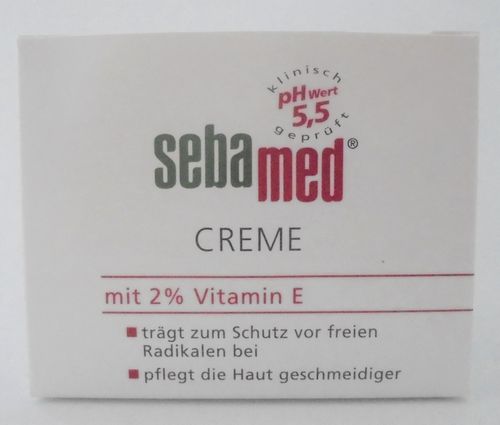 klinisch
pH Wert
5,5
geprüft
sebamed®
CREME
mit 2% Vitamin E
trägt zum Schutz vor freien
Radikalen bei
pflegt die Haut geschmeidiger